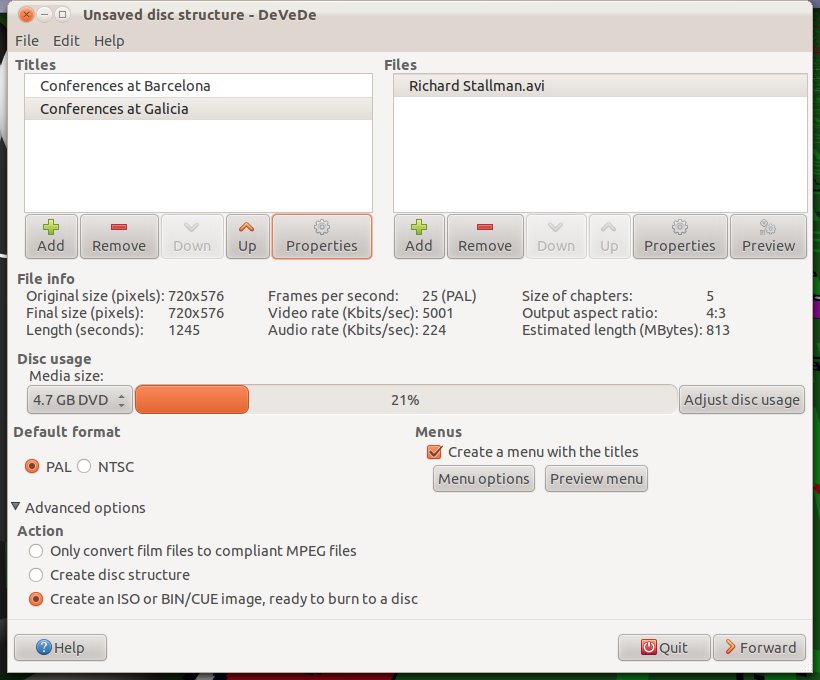 Unsaved disc structure - DeVeDe
File Edit Help
Titles
Conferences at Barcelona
Conferences at Galicia
Add Remove Down Up Properties
Files
Richard Stallman.avi
Add Remove Down Up Properties Preview
File info
Original size (pixels): 720x576 Frames per second: 25 (PAL) Size of chapters: 5
Final size (pixels): 720x576 Video rate (Kbits/sec): 5001 Output aspect ratio: 4:3
Length (seconds): 1245 Audio rate (Kbits/sec): 224 Estimated length (MBytes): 813
Disc usage
Media size:
4.7 GB DVD 21% Adjust disc usage
Default format
PAL NTSC
Menus
Create a menu with the titles
Menu options Preview menu
Advanced options
Action
Only convert film files to compliant MPEG files
Create disc structure
Create an ISO or BIN/CUE image, ready to burn to a disc
Help Quit Forward